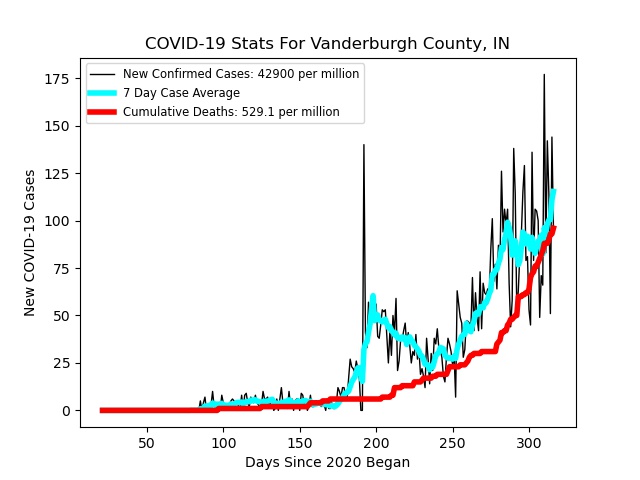 COVID-19 Stats For Vanderburgh County, IN
New Confirmed Cases: 42900 per million
7 Day Case Average
Cumulative Deaths: 529.1 per million
New COVID-19 Cases
175
150
125
100
75
50
25
0
50
100
150
200
250
300
Days Since 2020 Began